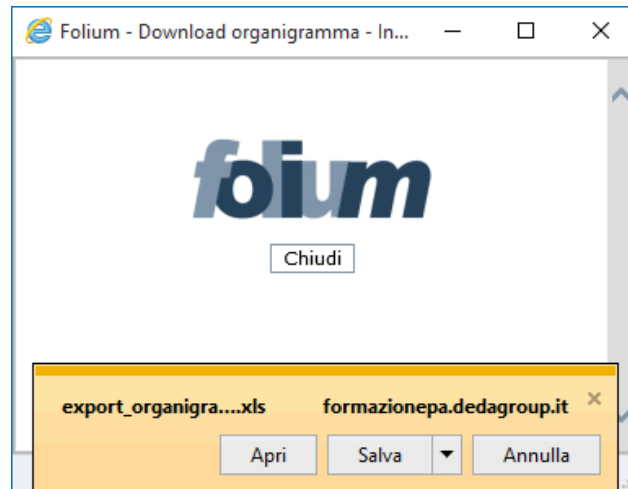 Folium - Download organigramma - In...
folium
Chiudi
export_organigra....xls formazionepa.dedagroup.it
Apri Salva Annulla